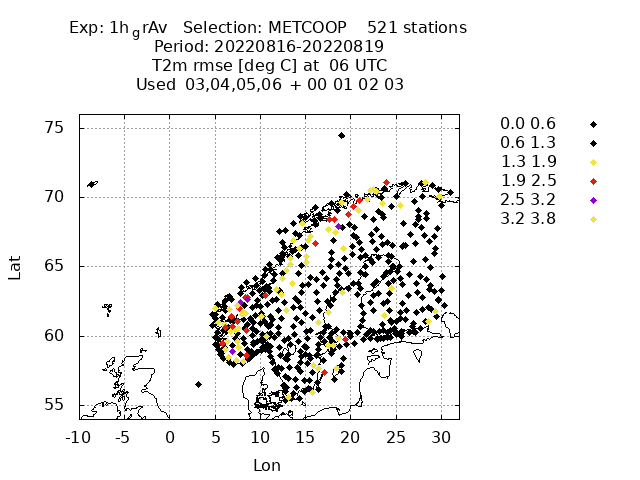 Exp: 1h grAv   Selection: METCOOP    521 stations
Period: 20220816-20220819
T2m rmse [deg C] at  06 UTC
Used  03,04,05,06  + 00 01 02 03
75
70
65
60
55
Lat
-10 -5 0 5 10 15 20 25 30
Lon
0.0 0.6
0.6 1.3
1.3 1.9
1.9 2.5
2.5 3.2
3.2 3.8